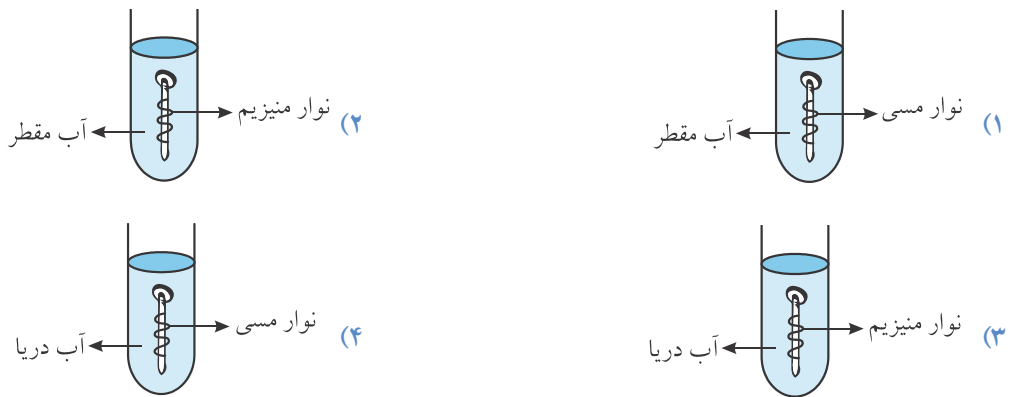 ۱) نوار مسی
آب مقطر
۲) نوار منیزیم
آب مقطر
۳) نوار منیزیم
آب دریا
۴) نوار مسی
آب دریا